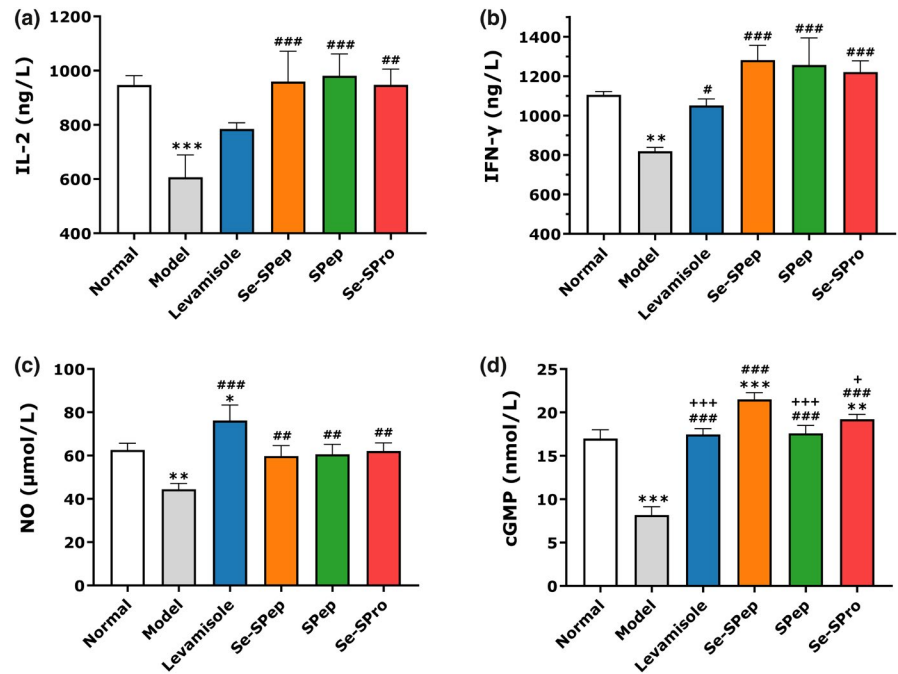 (a)
IL-2 (ng/L)
1200
1000
800
600
400
***
###
###
##
Normal
Model
Levamisole
Se-SPep
SPep
Se-SPro
(b)
IFN-γ (ng/L)
1400
1200
1000
800
600
400
**
#
###
###
###
Normal
Model
Levamisole
Se-SPep
SPep
Se-SPro
(c)
NO (μmol/L)
100
80
60
40
20
0
**
###
*
##
##
##
Normal
Model
Levamisole
Se-SPep
SPep
Se-SPro
(d)
cGMP (nmol/L)
25
20
15
10
5
0
***
+++
###
###
***
+++
###
+
###
**
Normal
Model
Levamisole
Se-SPep
SPep
Se-SPro